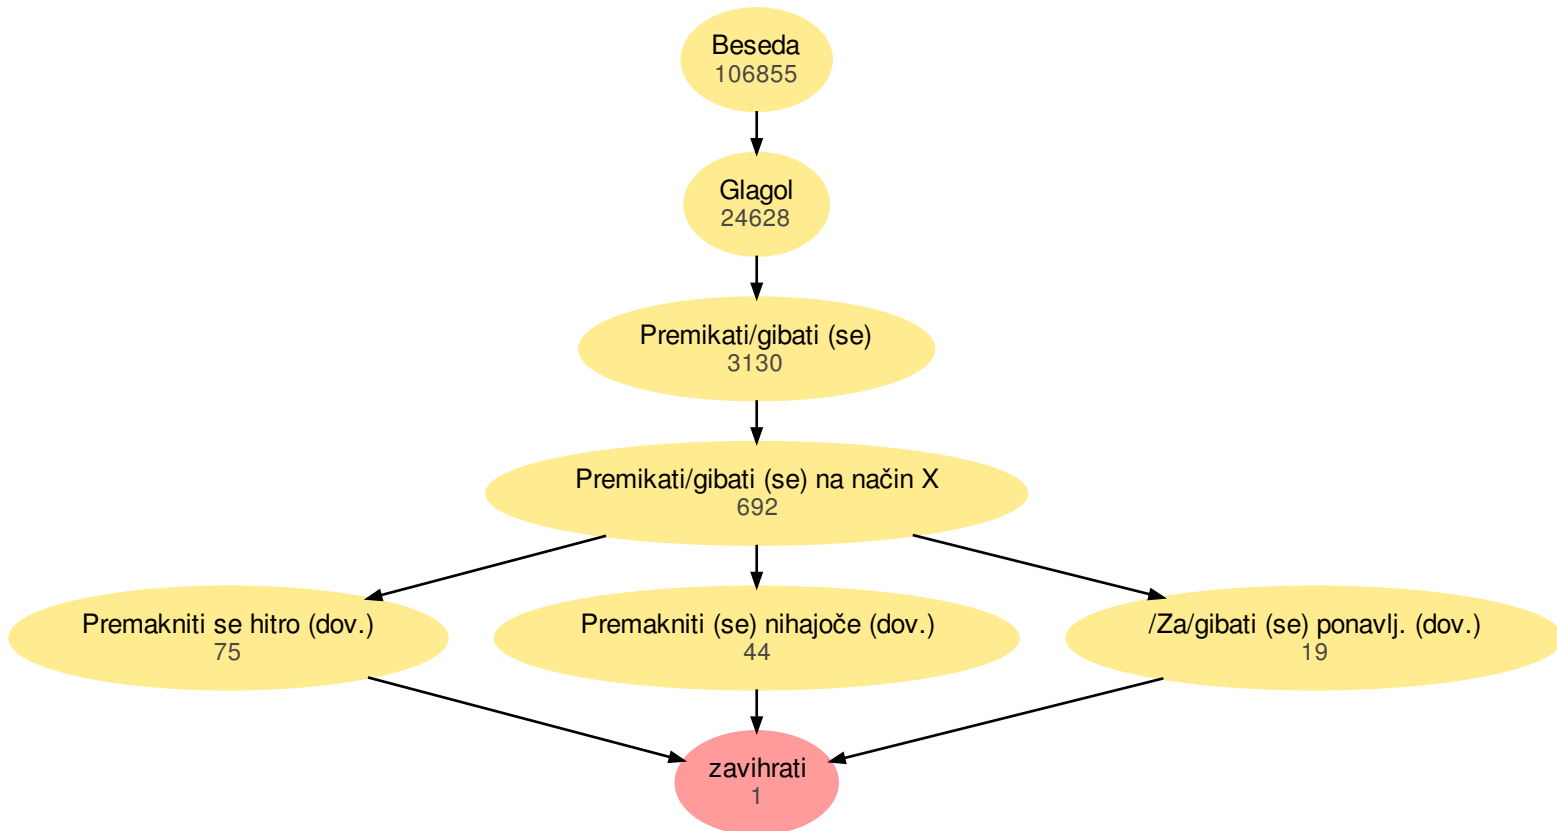 Beseda
106855
Glagol
24628
Premikati/gibati (se)
3130
Premikati/gibati (se) na način X
692
Premakniti se hitro (dov.)
75
Premakniti (se) nihajoče (dov.)
44
/Za/gibati (se) ponavlj. (dov.)
19
zavihrati
1